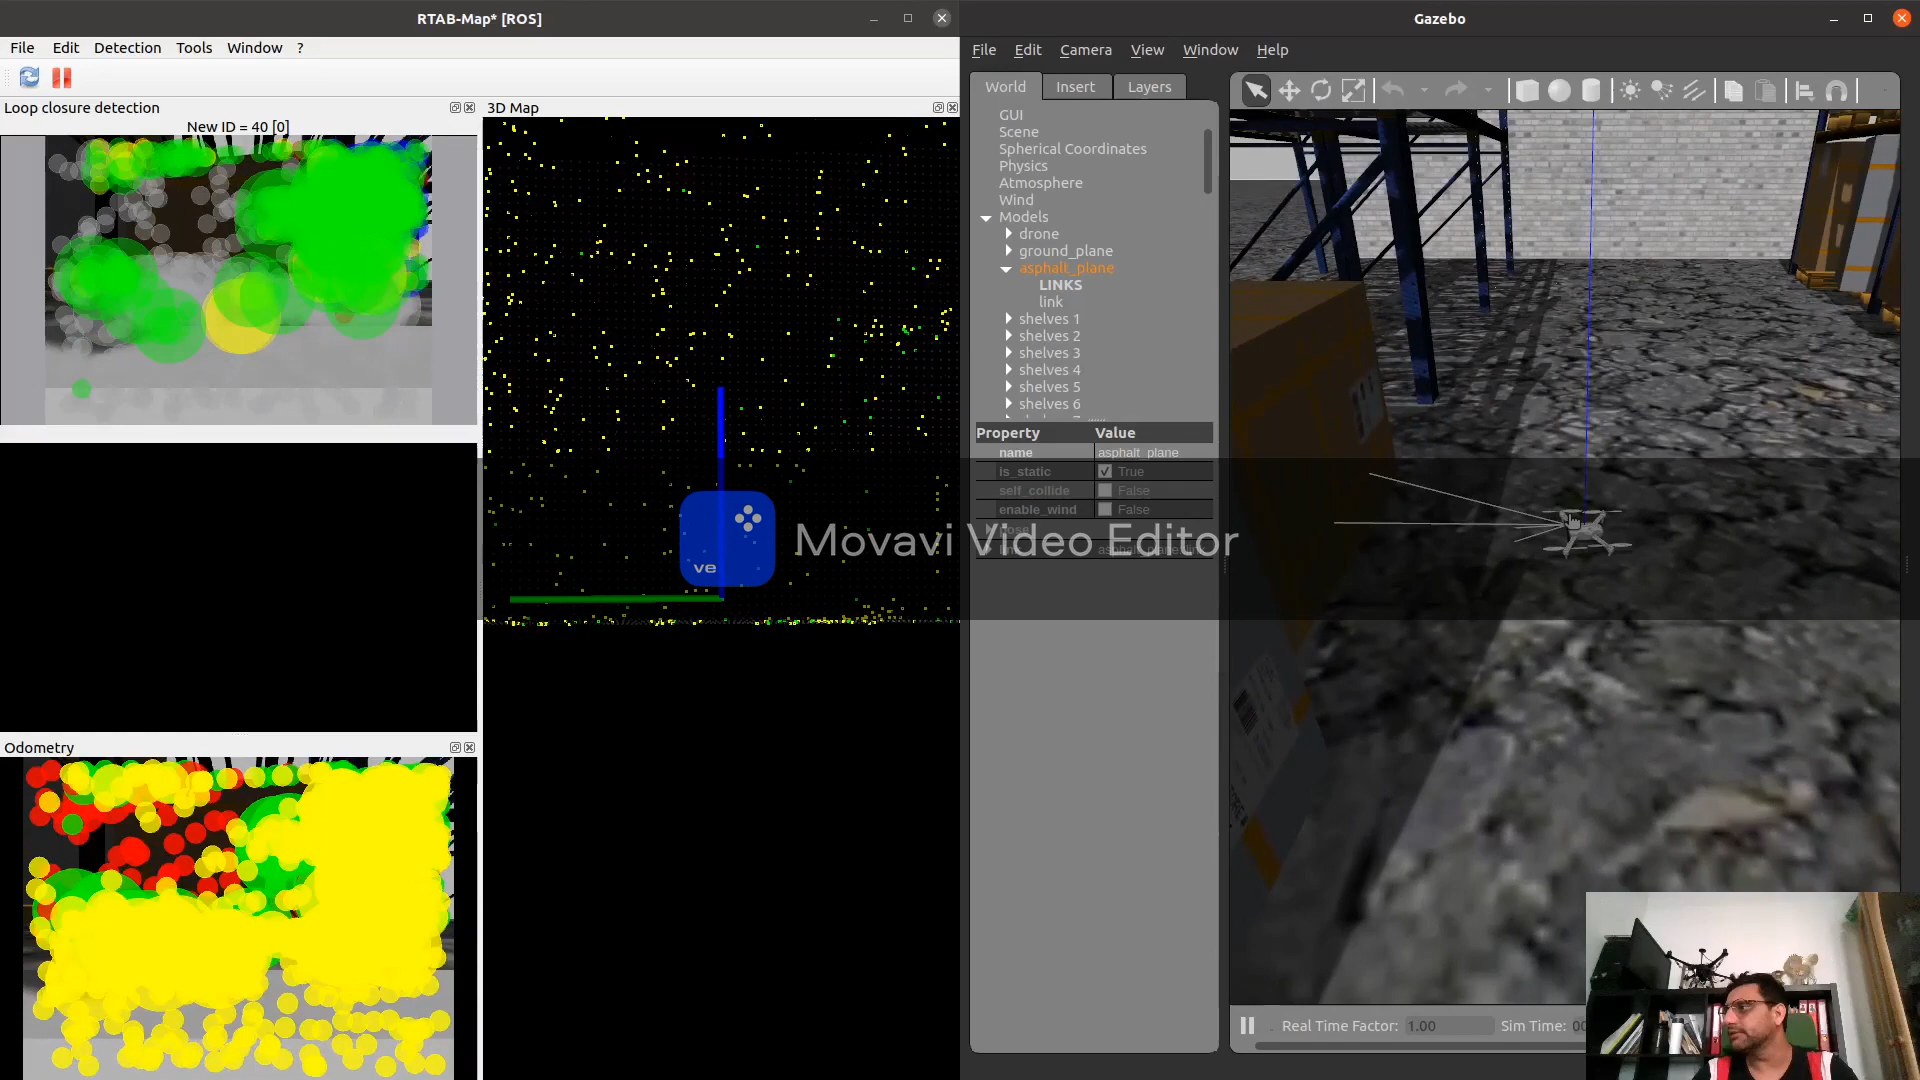 RTAB-Map* [ROS]
File Edit Detection Tools Window ?
Loop closure detection
New ID = 40 [0]
3D Map
Odometry
Gazebo
File Edit Camera View Window Help
World Insert Layers
GUI
Scene
Spherical Coordinates
Physics
Atmosphere
Wind
Models
drone
ground_plane
asphalt_plane
LINKS
link
shelves 1
shelves 2
shelves 3
shelves 4
shelves 5
shelves 6
Property Value
name asphalt_plane
is_static True
self_collide False
enable_wind False
ve
Movavi Video Editor
Real Time Factor: 1.00 Sim Time: